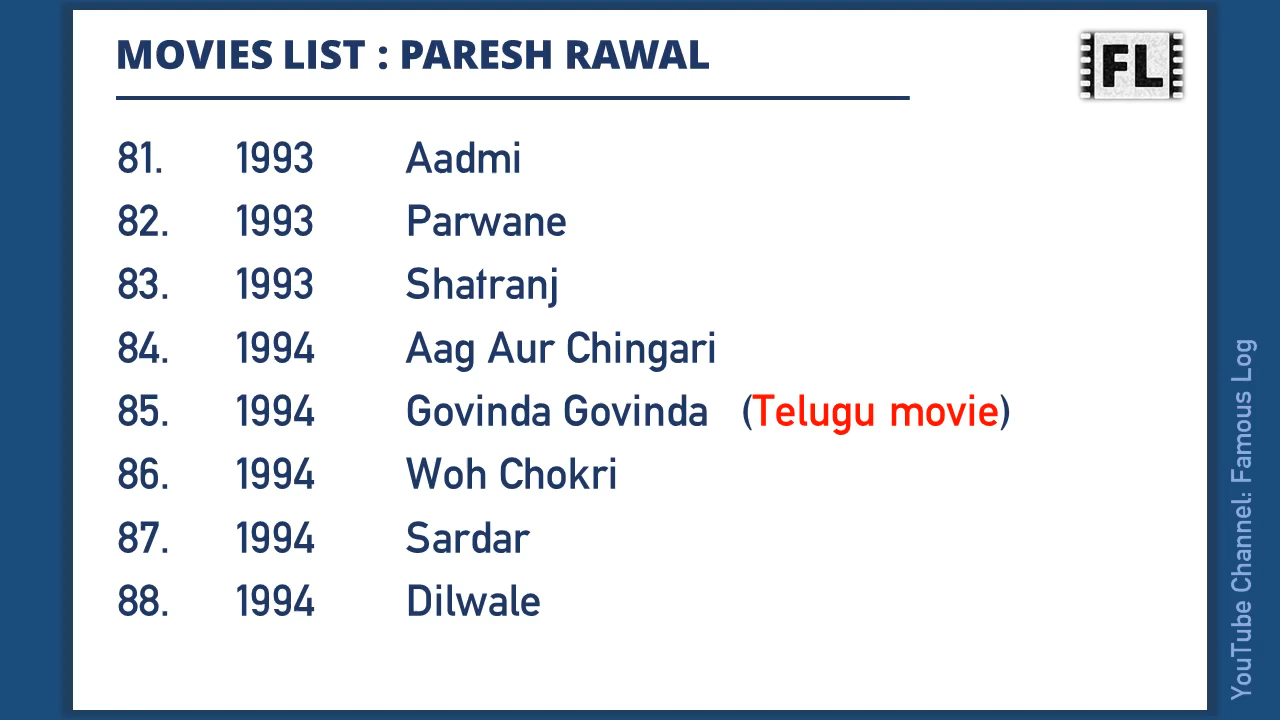 MOVIES LIST : PARESH RAWAL
FL
81. 1993 Aadmi
82. 1993 Parwane
83. 1993 Shatranj
84. 1994 Aag Aur Chingari
85. 1994 Govinda Govinda (Telugu movie)
86. 1994 Woh Chokri
87. 1994 Sardar
88. 1994 Dilwale
YouTube Channel: Famous Log